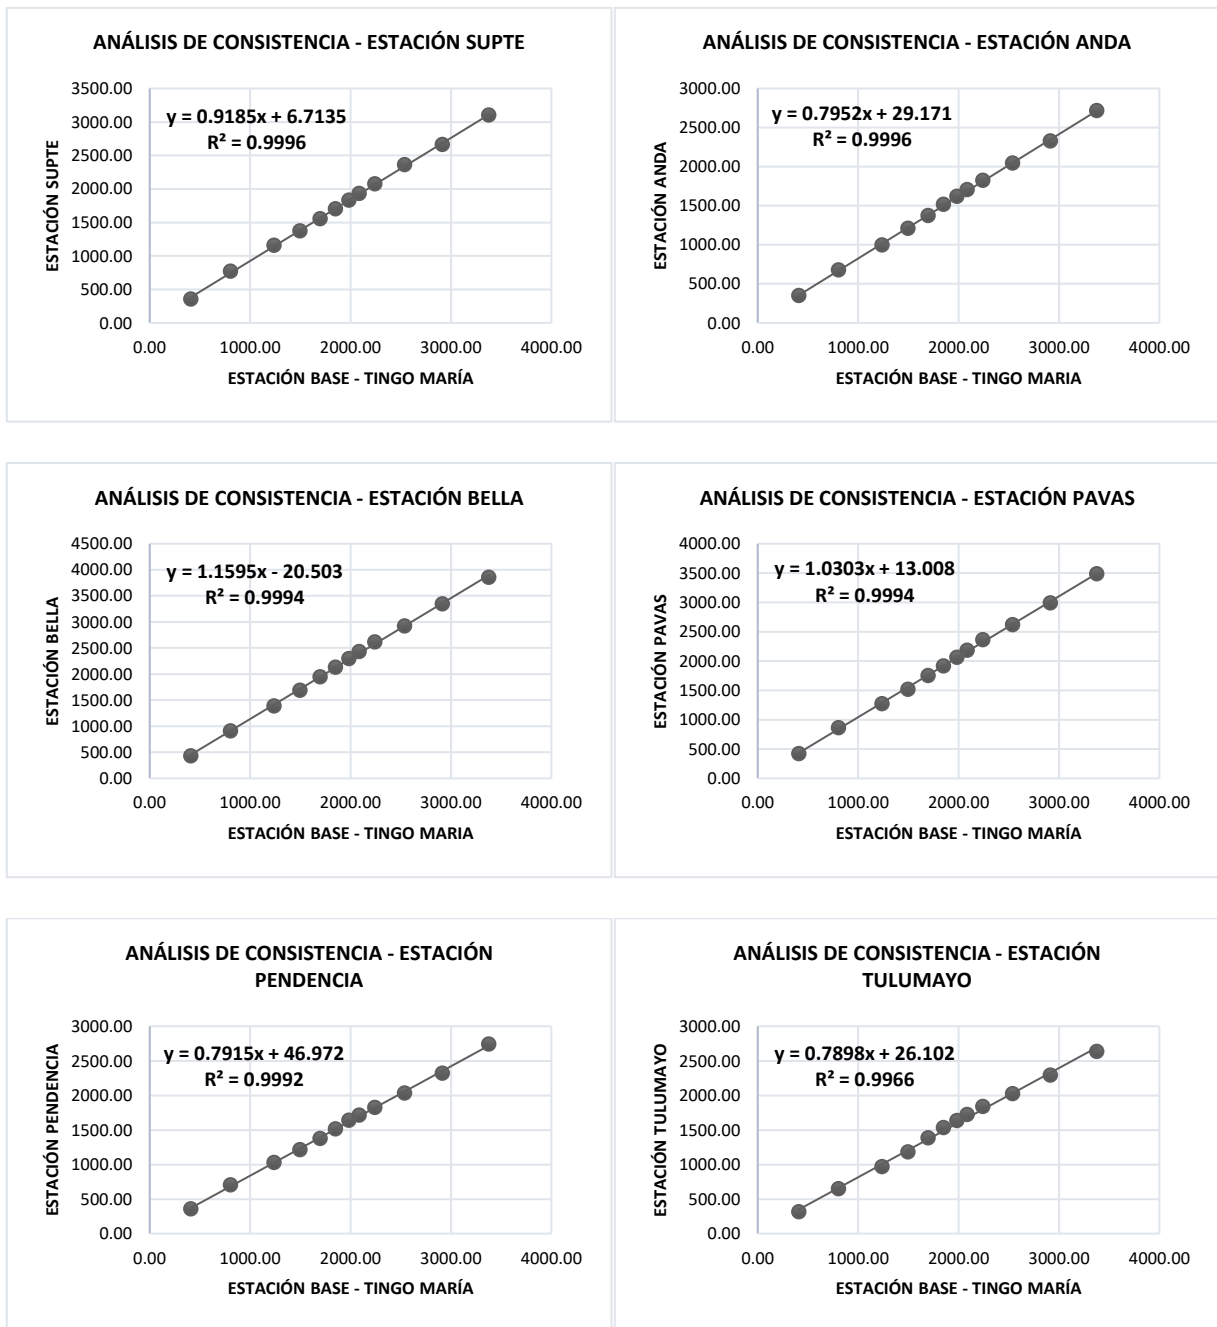 ANÁLISIS DE CONSISTENCIA - ESTACIÓN SUPTE
3500.00
3000.00
2500.00
2000.00
1500.00
1000.00
500.00
0.00
y = 0.9185x + 6.7135
R² = 0.9996
ESTACIÓN SUPTE
0.00 1000.00 2000.00 3000.00 4000.00
ESTACIÓN BASE - TINGO MARÍA
ANÁLISIS DE CONSISTENCIA - ESTACIÓN ANDA
3000.00
2500.00
2000.00
1500.00
1000.00
500.00
0.00
y = 0.7952x + 29.171
R² = 0.9996
ESTACIÓN ANDA
0.00 1000.00 2000.00 3000.00 4000.00
ESTACIÓN BASE - TINGO MARIA
ANÁLISIS DE CONSISTENCIA - ESTACIÓN BELLA
4500.00
4000.00
3500.00
3000.00
2500.00
2000.00
1500.00
1000.00
500.00
0.00
y = 1.1595x - 20.503
R² = 0.9994
ESTACIÓN BELLA
0.00 1000.00 2000.00 3000.00 4000.00
ESTACIÓN BASE - TINGO MARIA
ANÁLISIS DE CONSISTENCIA - ESTACIÓN PAVAS
4000.00
3500.00
3000.00
2500.00
2000.00
1500.00
1000.00
500.00
0.00
y = 1.0303x + 13.008
R² = 0.9994
ESTACIÓN PAVAS
0.00 1000.00 2000.00 3000.00 4000.00
ESTACIÓN BASE - TINGO MARÍA
ANÁLISIS DE CONSISTENCIA - ESTACIÓN
PENDENCIA
3000.00
2500.00
2000.00
1500.00
1000.00
500.00
0.00
y = 0.7915x + 46.972
R² = 0.9992
ESTACIÓN PENDENCIA
0.00 1000.00 2000.00 3000.00 4000.00
ESTACIÓN BASE - TINGO MARÍA
ANÁLISIS DE CONSISTENCIA - ESTACIÓN
TULUMAYO
3000.00
2500.00
2000.00
1500.00
1000.00
500.00
0.00
y = 0.7898x + 26.102
R² = 0.9966
ESTACIÓN TULUMAYO
0.00 1000.00 2000.00 3000.00 4000.00
ESTACIÓN BASE - TINGO MARÍA